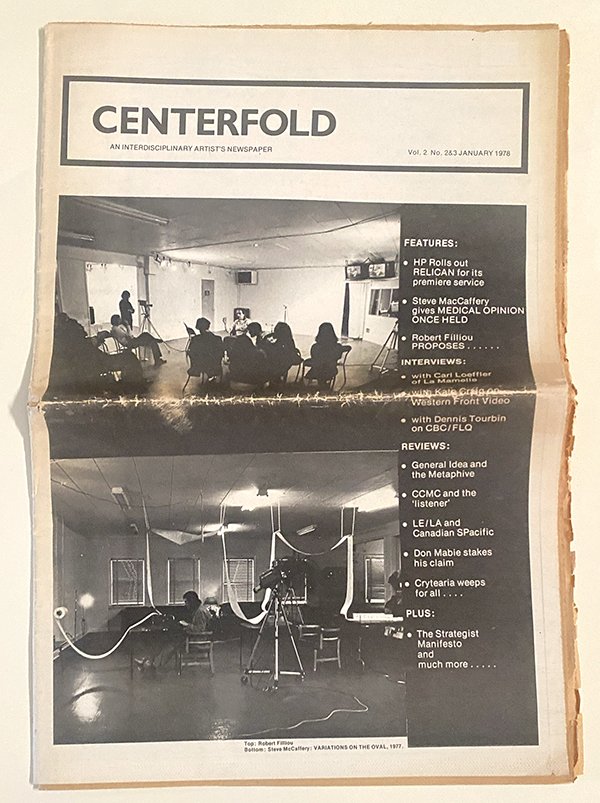 CENTERFOLD
AN INTERDISCIPLINARY ARTIST'S NEWSPAPER
Vol. 2 No. 2&3 JANUARY 1978
FEATURES:
• HP Rolls out
RELICAN for its
premiere service
• Steve MacCaffery
gives MEDICAL OPINION
ONCE HELD
• Robert Filliou
PROPOSES . . . . . .
INTERVIEWS:
• with Carl Loeffler
of La Mamelle
• with Kate Craig on
Western Front Video
• with Dennis Tourbin
on CBC/FLQ
REVIEWS:
• General Idea and
the Metaphive
• CCMC and the
'listener'
• LE/LA and
Canadian SPacific
• Don Mabie stakes
his claim
• Crytearia weeps
for all . . . .
PLUS:
• The Strategist
Manifesto
and
much more . . . . .
Top: Robert Filliou
Bottom: Steve McCaffery: VARIATIONS ON THE OVAL, 1977.